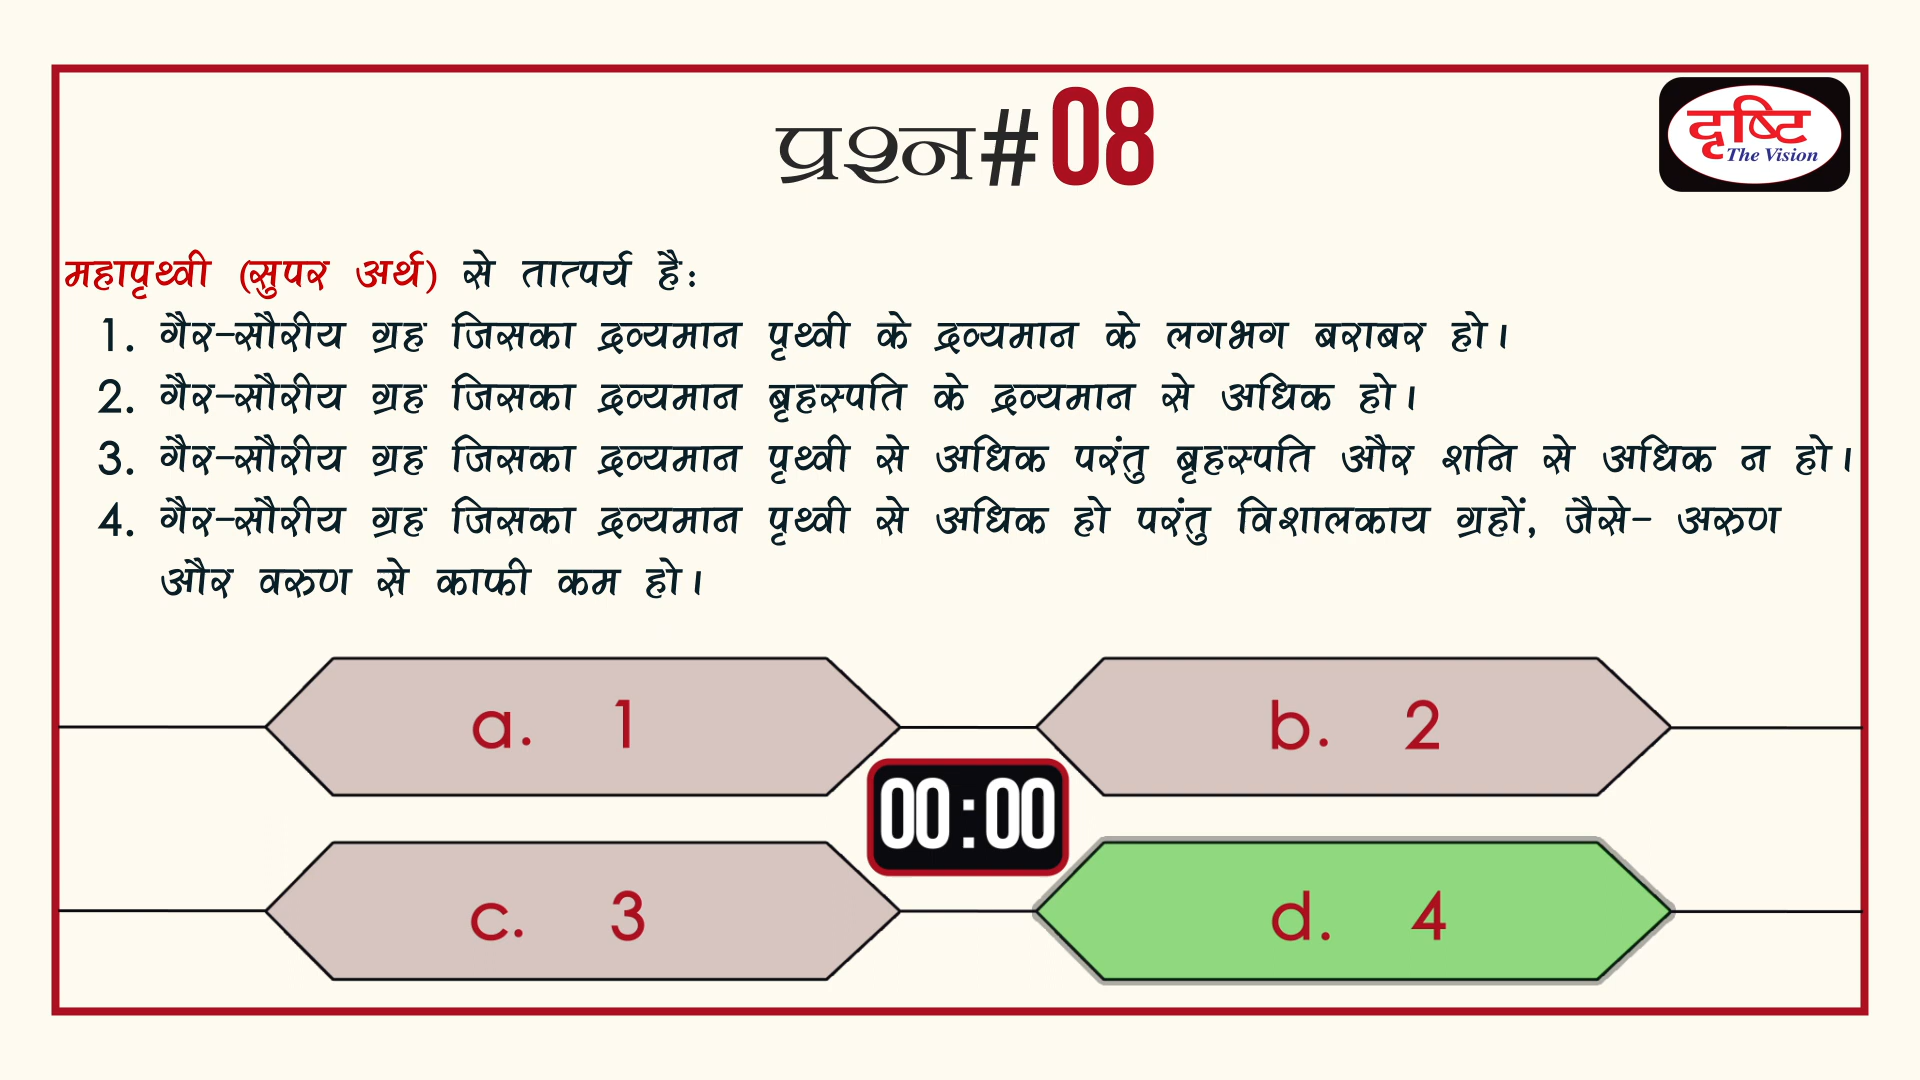 प्रश्न#08
दृष्टि
The Vision
महापृथ्वी (सुपर अर्थ) से तात्पर्य है:
1. गैर-सौरीय ग्रह जिसका द्रव्यमान पृथ्वी के द्रव्यमान के लगभग बराबर हो।
2. गैर-सौरीय ग्रह जिसका द्रव्यमान बृहस्पति के द्रव्यमान से अधिक हो।
3. गैर-सौरीय ग्रह जिसका द्रव्यमान पृथ्वी से अधिक परंतु बृहस्पति और शनि से अधिक न हो।
4. गैर-सौरीय ग्रह जिसका द्रव्यमान पृथ्वी से अधिक हो परंतु विशालकाय ग्रहों, जैसे- अरुण
और वरुण से काफी कम हो।
a. 1
b. 2
00:00
c. 3
d. 4